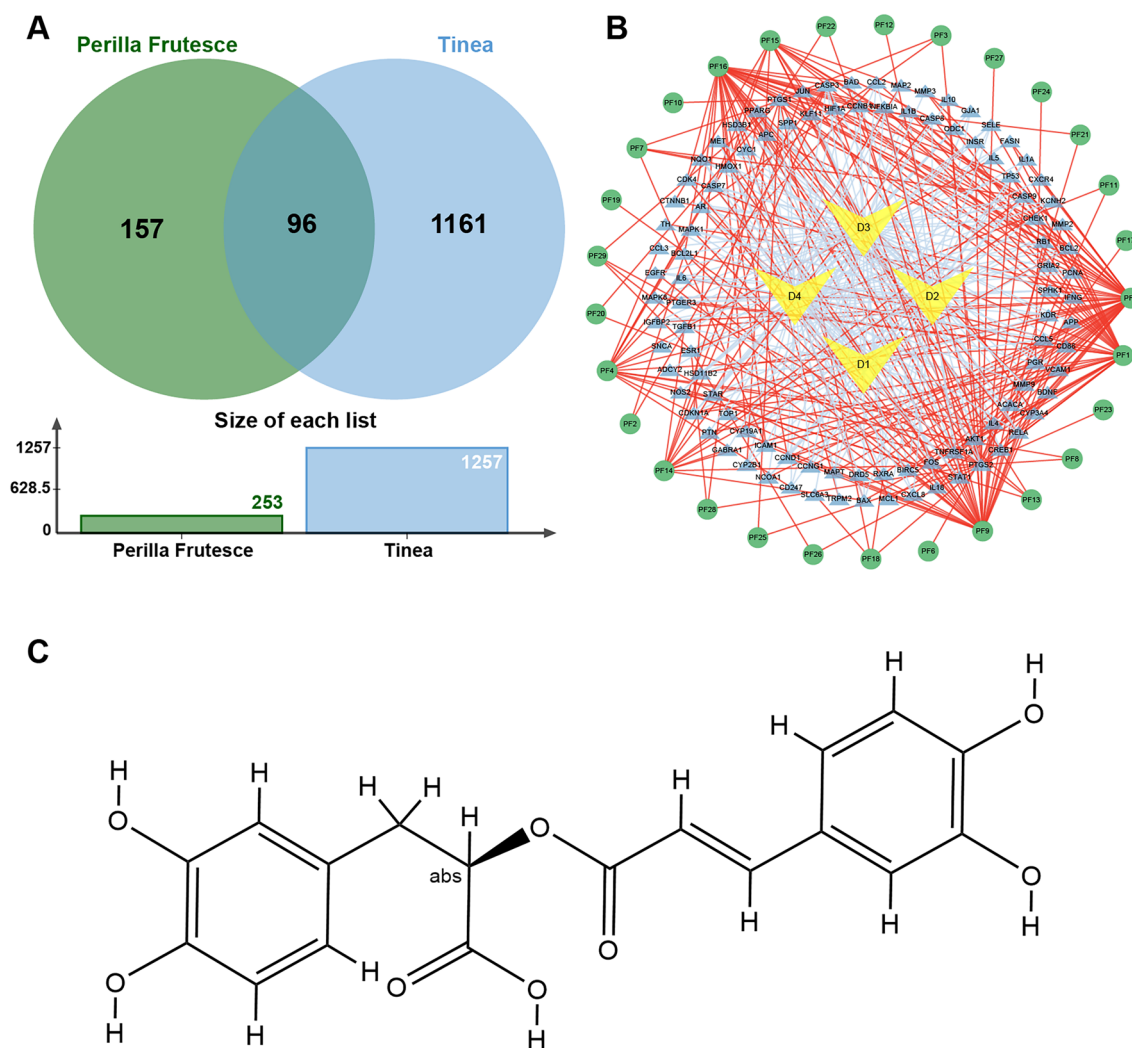 A
Perilla Frutesce
Tinea
157
96
1161
Size of each list
1257
628.5
0
253
1257
Perilla Frutesce
Tinea
B
PF22
PF12
PF15
PF3
PF16
PF27
PF10
PF24
PF7
PF21
PF19
PF11
PF29
PF20
PF4
PF1
PF2
PF23
PF14
PF8
PF28
PF13
PF25
PF9
PF26
PF18
PF6
CASP3
BAD
CCL2
MAP2
MMP3
IL10
GJA1
JUN
PTGS1
PPARG
KLF11
HIF1A
CCNB1
NFKBIA
IL1B
CASP8
ODC1
SELE
HSD3B1
SPP1
APC
INSR
FASN
MET
CYC1
IL5
IL1A
NQO1
HMOX1
TP53
CXCR4
CDK4
CASP7
CASP9
KCNH2
CTNNB1
AR
CHEK1
MMP2
TH
MAPK1
RB1
BCL2
CCL3
BCL2L1
GRIA2
PCNA
EGFR
IL6
SPHK1
IFNG
MAPK8
PTGER3
KDR
APP
IGFBP2
TGFB1
CCL5
CD86
SNCA
ESR1
PGR
VCAM1
ADCY2
HSD11B2
MMP9
BDNF
NOS2
STAR
ACACA
CYP3A4
CDKN1A
TOP1
IL4
RELA
PTN
CYP19A1
AKT1
CREB1
GABRA1
ICAM1
TNFRSF1A
CYP2B1
CCND1
FOS
PTGS2
NCOA1
CCNG1
MAPT
DRD5
RXRA
BIRC5
STAT1
CD247
SLC6A3
TRPM2
BAX
MCL1
CXCL8
IL16
D3
D4
D2
D1
C
H
H
O
H
H
H
H
O
abs
O
H
O
H
H
O
H
O
H
O
H
H
H
O
H
H
O
H
H
O
H